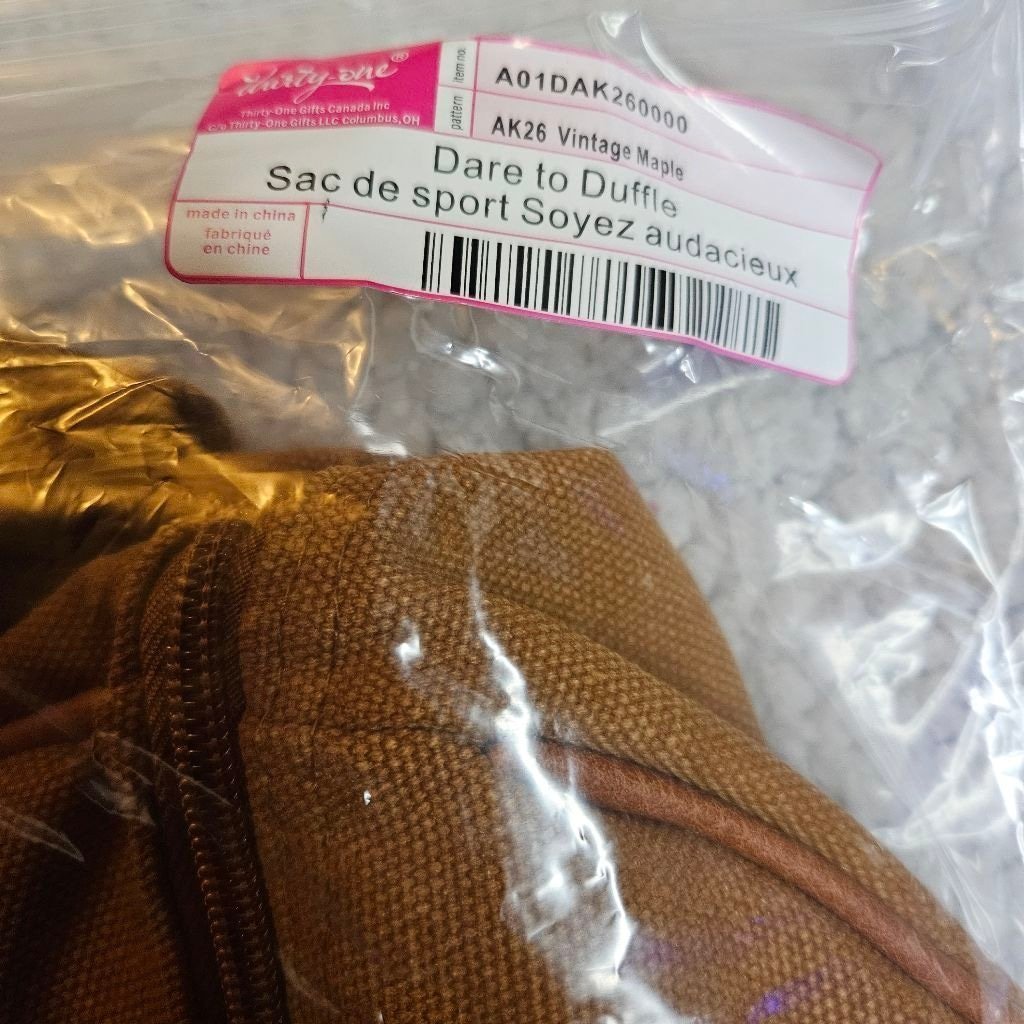 thirty-one®
Thirty-One Gifts Canada Inc
c/o Thirty-One Gifts LLC Columbus, OH
item no.
A01DAK260000
pattern
AK26 Vintage Maple
Dare to Duffle
Sac de sport Soyez audacieux
made in china
fabriqué
en chine